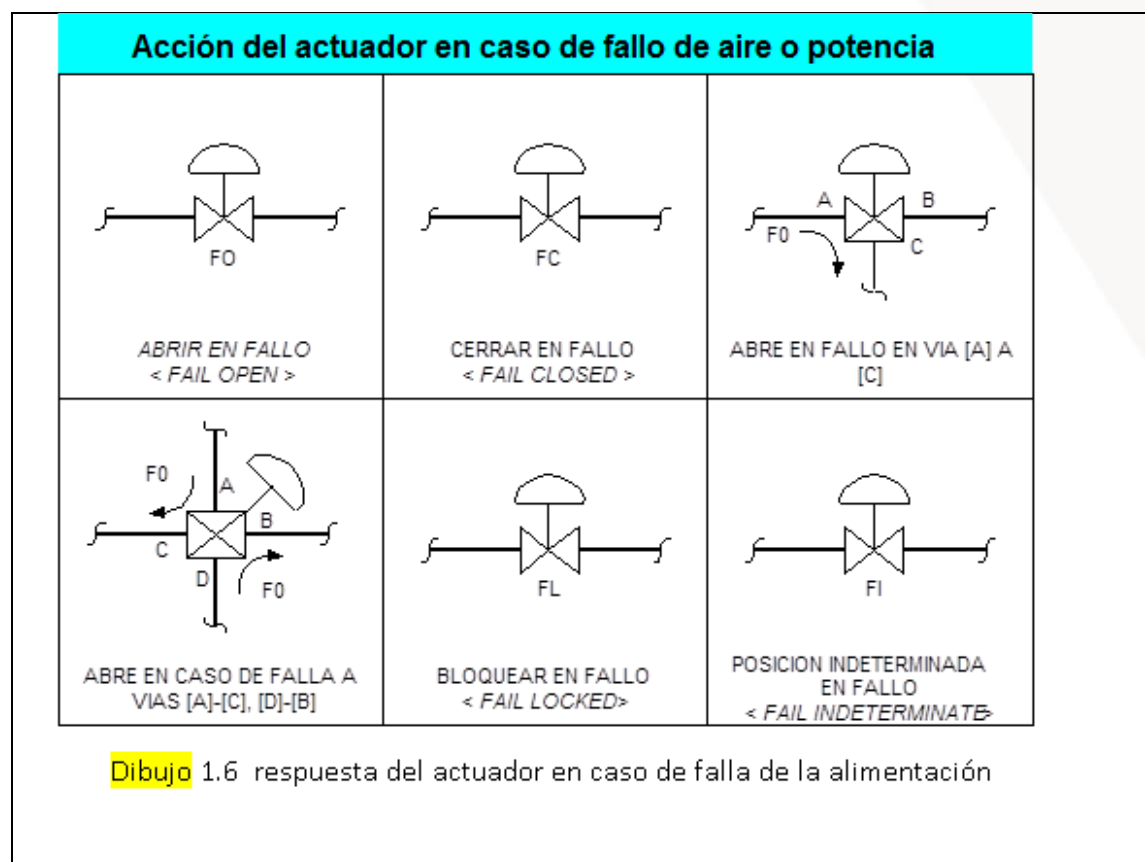 Acción del actuador en caso de fallo de aire o potencia
FO
ABRIR EN FALLO
< FAIL OPEN >
FC
CERRAR EN FALLO
< FAIL CLOSED >
A
B
F0
C
ABRE EN FALLO EN VIA [A] A
[C]
F0
A
B
C
D
F0
ABRE EN CASO DE FALLA A
VIAS [A]-[C], [D]-[B]
FL
BLOQUEAR EN FALLO
< FAIL LOCKED>
FI
POSICION INDETERMINADA
EN FALLO
< FAIL INDETERMINATE>
Dibujo 1.6 respuesta del actuador en caso de falla de la alimentación